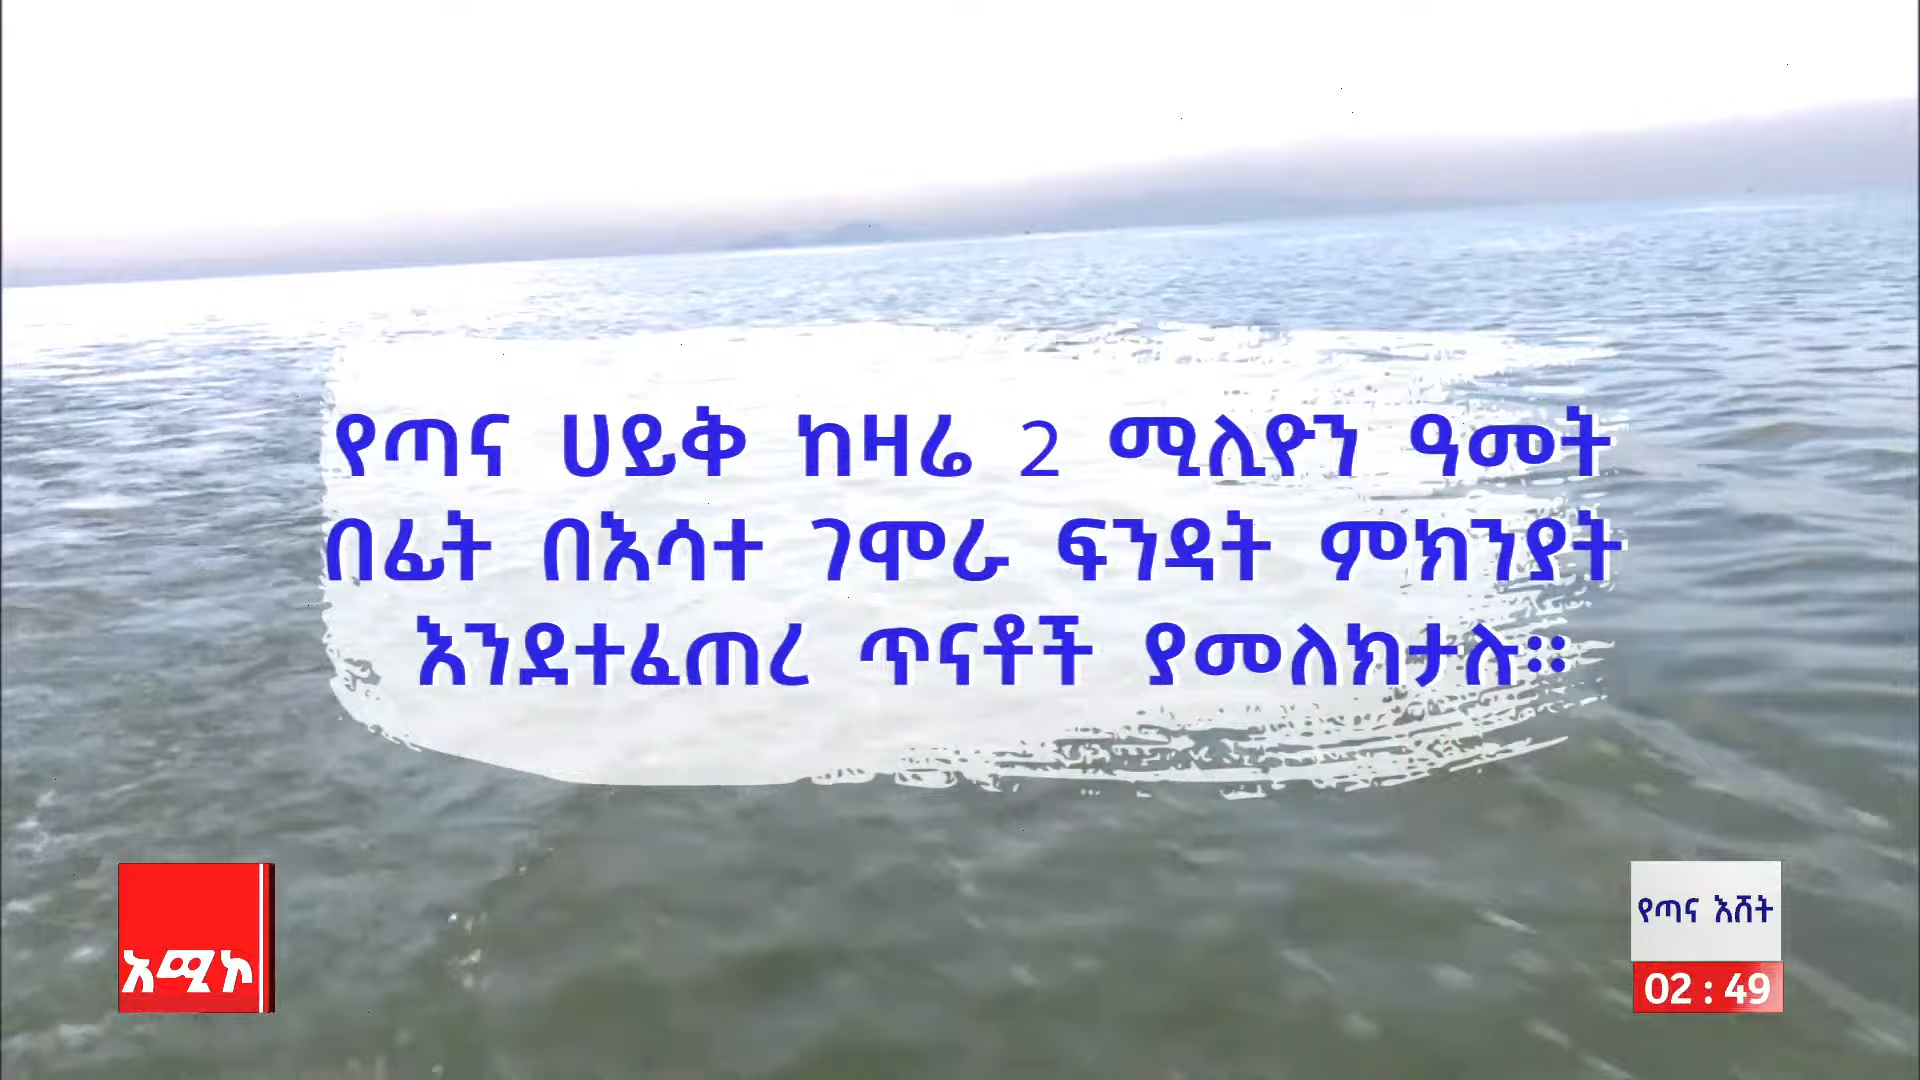 የጣና ሀይቅ ከዛሬ 2 ሚሊዮን ዓመት
በፊት በእሳተ ገሞራ ፍንዳት ምክንያት
እንደተፈጠረ ጥናቶች ያመለክታሉ።
አሚኮ
የጣና እሸት
02 : 49